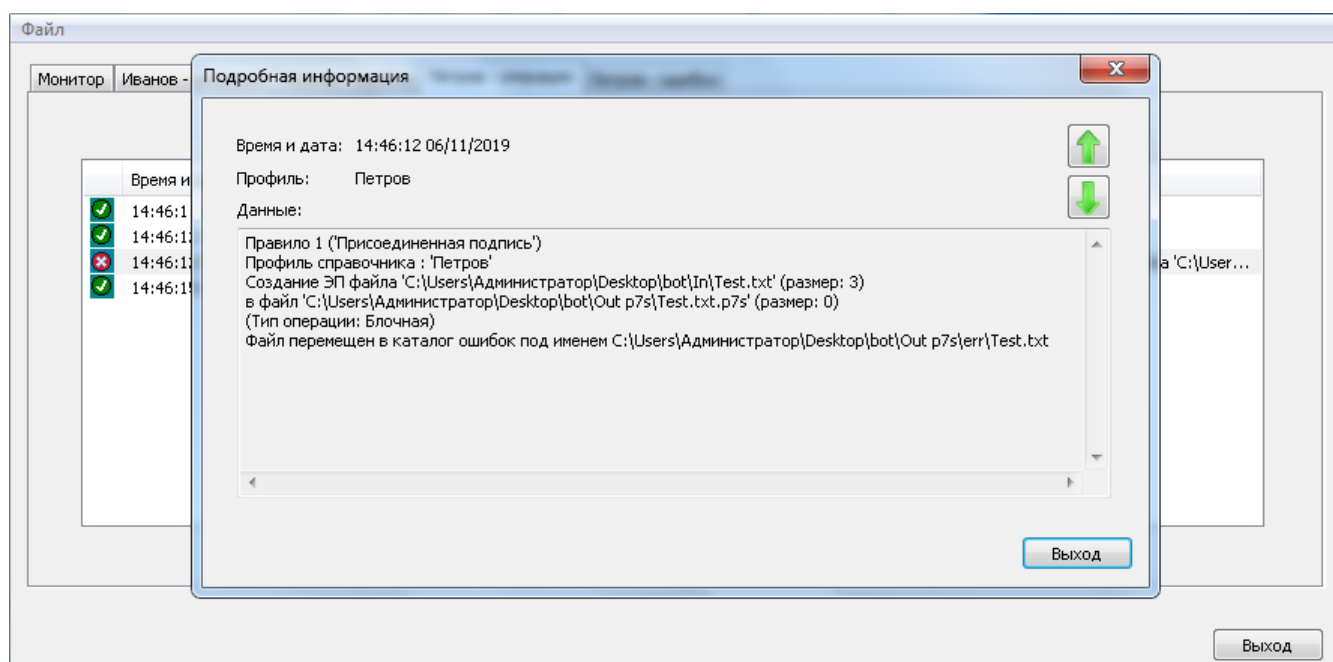 Файл
Монитор
Иванов -
Подробная информация
Время и дата: 14:46:12 06/11/2019
Профиль: Петров
Данные:
Правило 1 ('Присоединенная подпись')
Профиль справочника : 'Петров'
Создание ЭП файла 'C:\Users\Администратор\Desktop\bot\In\Test.txt' (размер: 3)
в файл 'C:\Users\Администратор\Desktop\bot\Out p7s\Test.txt.p7s' (размер: 0)
(Тип операции: Блочная)
Файл перемещен в каталог ошибок под именем C:\Users\Администратор\Desktop\bot\Out p7s\err\Test.txt
Время и
14:46:1
14:46:1
14:46:1
а 'C:\User...
14:46:1
Выход
Выход